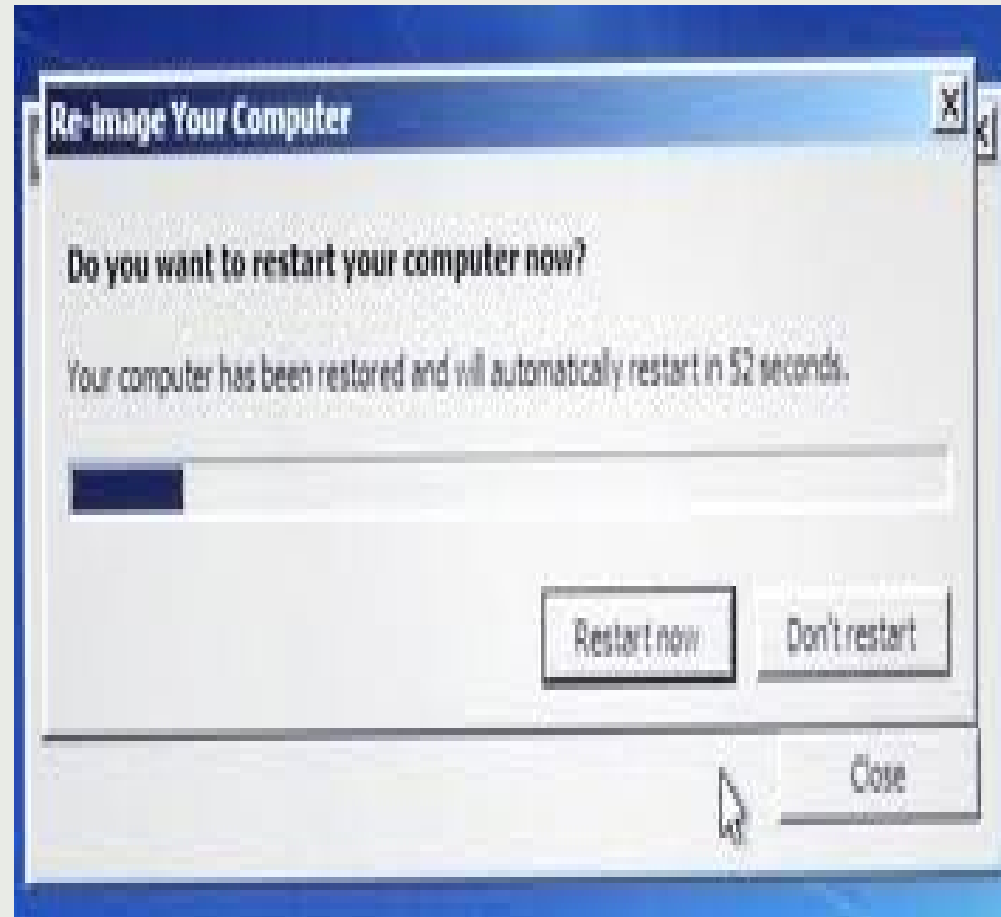 Re-image Your Computer
X
Do you want to restart your computer now?
Your computer has been restored and will automatically restart in 52 seconds.
Restart now
Don't restart
Close